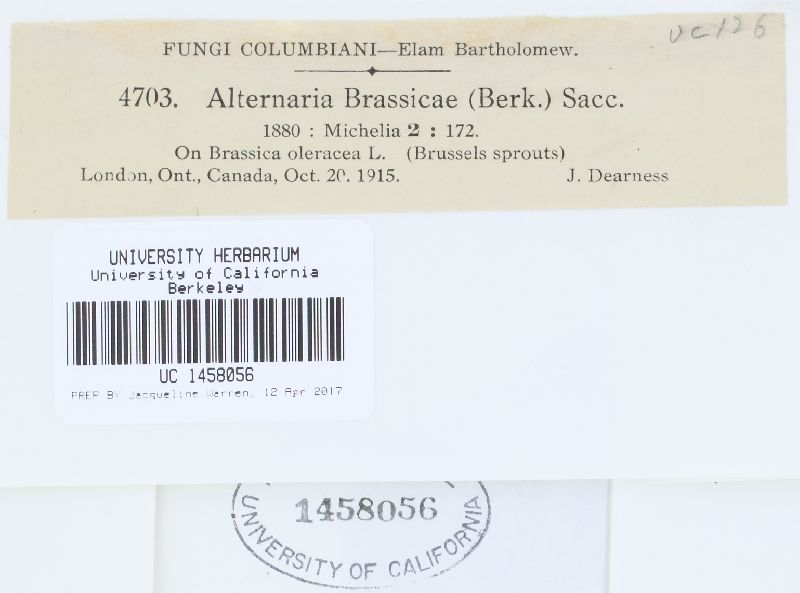 UC126
FUNGI COLUMBIANI—Elam Bartholomew.
4703. Alternaria Brassicae (Berk.) Sacc.
1880 : Michelia 2 : 172.
On Brassica oleracea L. (Brussels sprouts)
London, Ont., Canada, Oct. 20. 1915. J. Dearness
UNIVERSITY HERBARIUM
University of California
Berkeley
UC 1458056
PREP BY Jacqueline Warren, 12 Apr 2017
1458056
UNIVERSITY OF CALIFORNIA